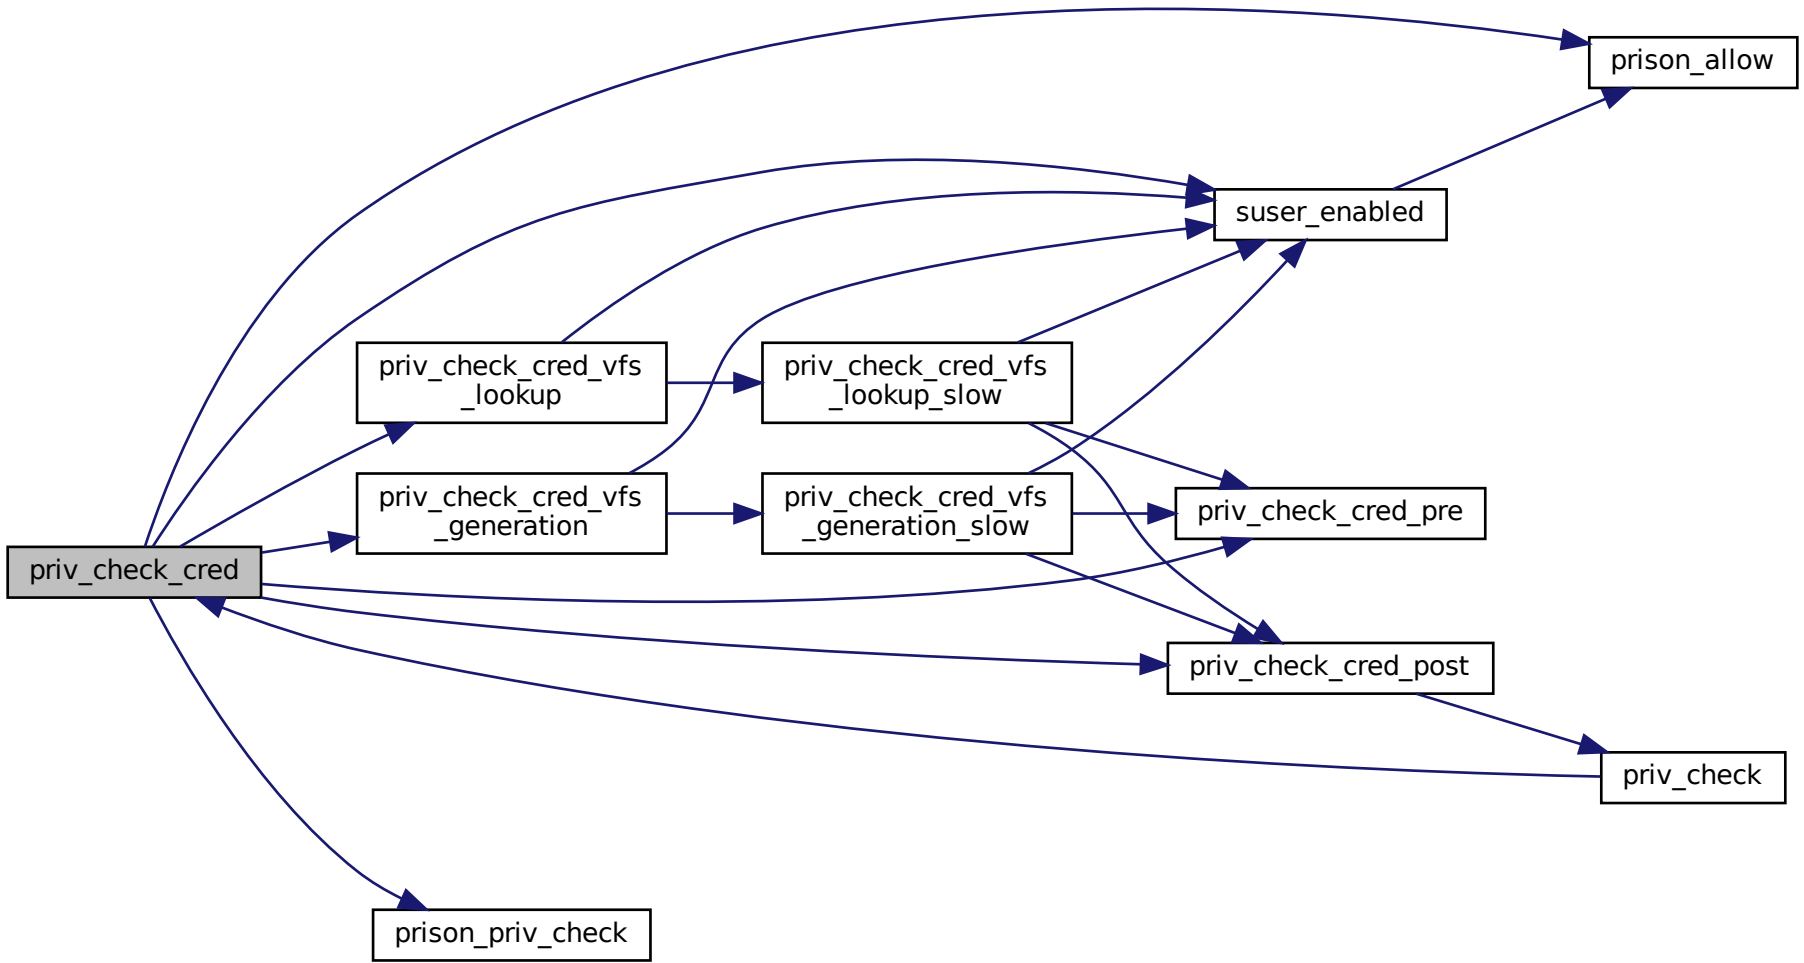 prison_allow
suser_enabled
priv_check_cred_vfs
_lookup
priv_check_cred_vfs
_lookup_slow
priv_check_cred_vfs
_generation
priv_check_cred_vfs
_generation_slow
priv_check_cred_pre
priv_check_cred
priv_check_cred_post
priv_check
prison_priv_check